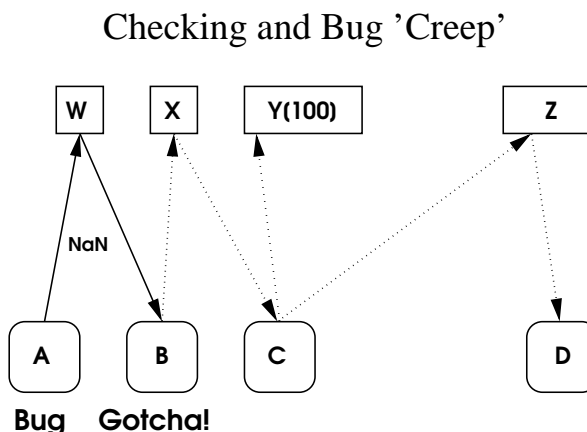 Checking and Bug ’Creep’
W X Y(100) Z
NaN
A B C D
Bug Gotcha!